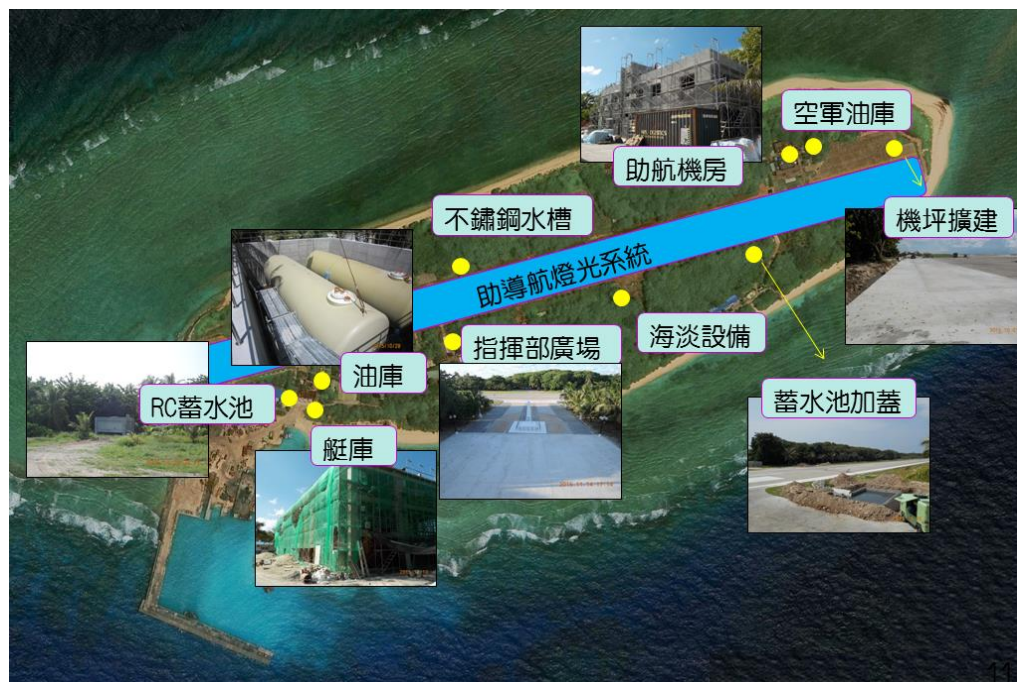 空軍油庫
助航機房
不鏽鋼水槽
機坪擴建
助導航燈光系統
指揮部廣場
海淡設備
油庫
RC蓄水池
蓄水池加蓋
艇庫
11